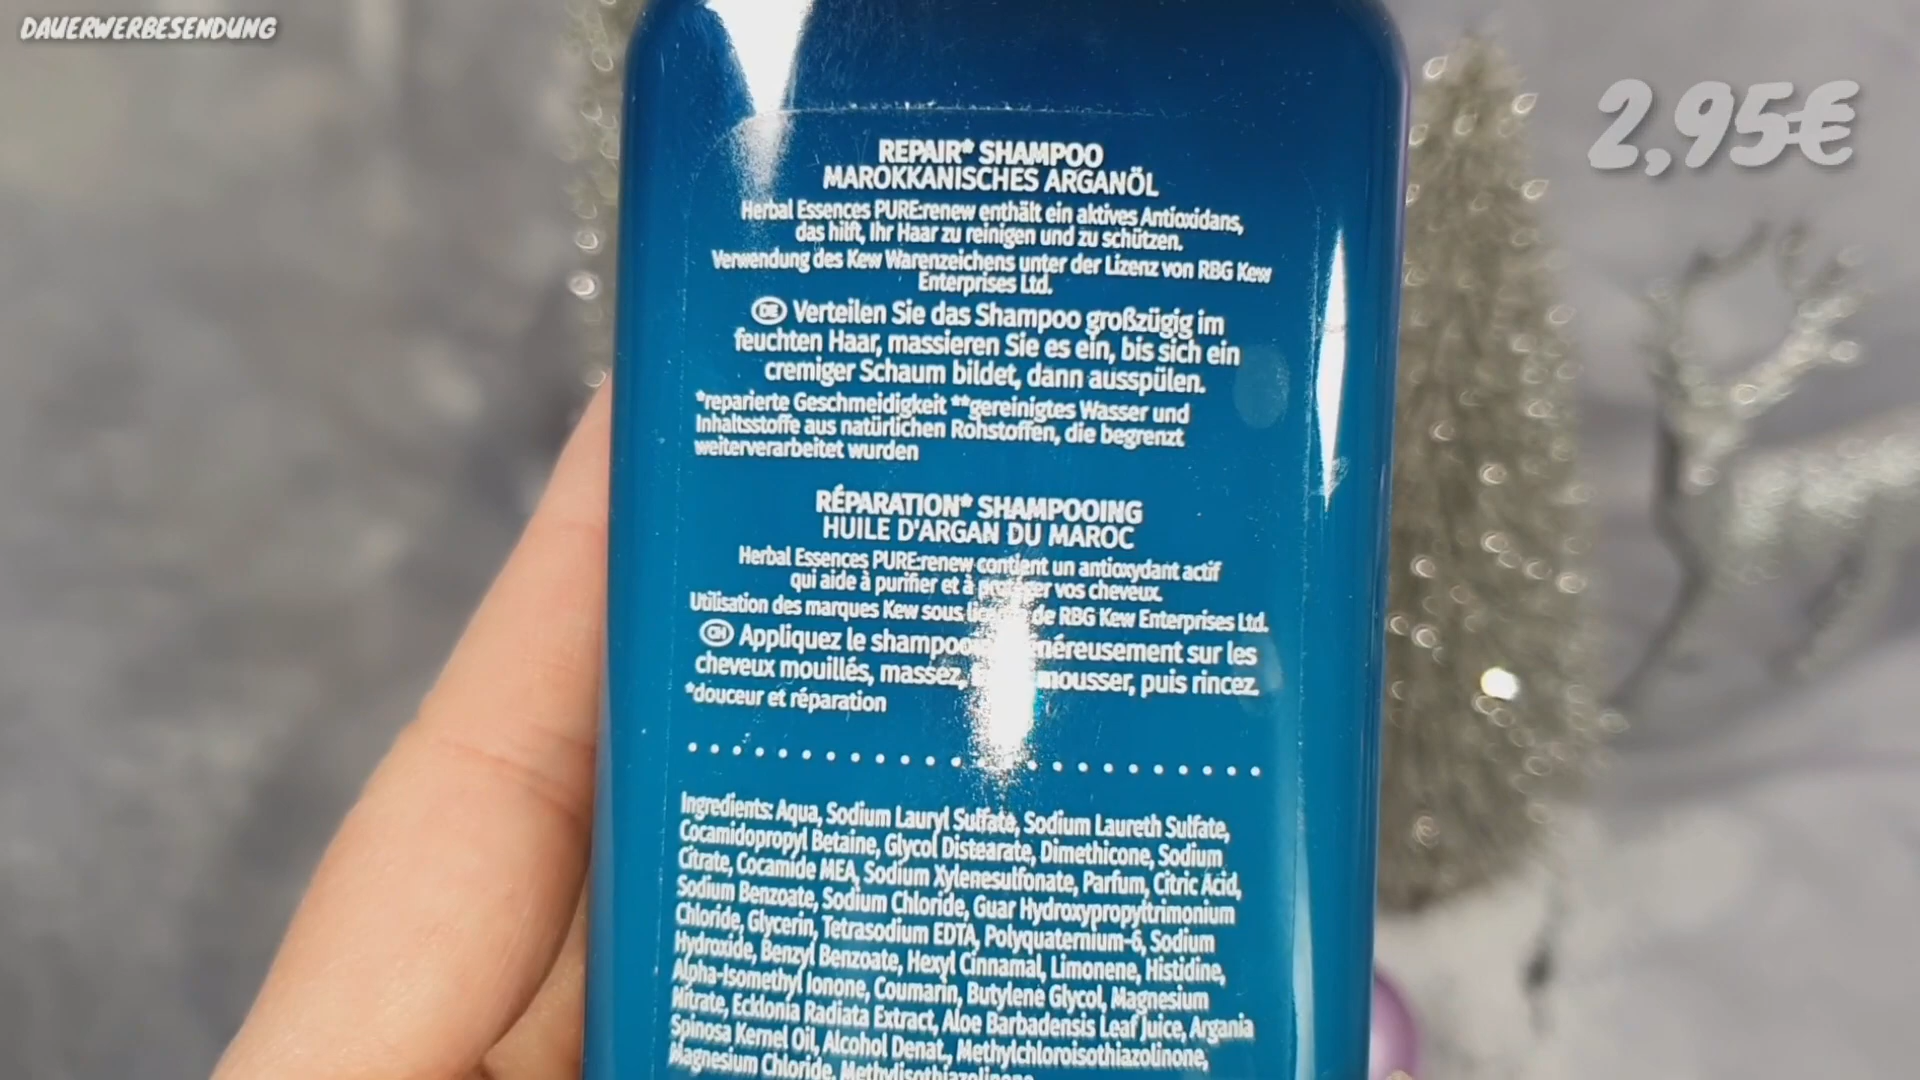 DAUERWERBESENDUNG
2,95€
REPAIR* SHAMPOO
MAROKKANISCHES ARGANÖL
Herbal Essences PURE:renew enthält ein aktives Antioxidans,
das hilft, Ihr Haar zu reinigen und zu schützen.
Verwendung des Kew Warenzeichens unter der Lizenz von RBG Kew
Enterprises Ltd.
DE Verteilen Sie das Shampoo großzügig im
feuchten Haar, massieren Sie es ein, bis sich ein
cremiger Schaum bildet, dann ausspülen.
*reparierte Geschmeidigkeit **gereinigtes Wasser und
Inhaltsstoffe aus natürlichen Rohstoffen, die begrenzt
weiterverarbeitet wurden
RÉPARATION* SHAMPOOING
HUILE D'ARGAN DU MAROC
Herbal Essences PURE:renew contient un antioxydant actif
qui aide à purifier et à protéger vos cheveux.
Utilisation des marques Kew sous licence de RBG Kew Enterprises Ltd.
CH Appliquez le sur les
cheveux mouillés, massez, mousser, puis rincez.
*douceur et réparation
Ingredients: Aqua, Sodium Lauryl Sulfate, Sodium Laureth Sulfate,
Cocamidopropyl Betaine, Glycol Distearate, Dimethicone, Sodium
Citrate, Cocamide MEA, Sodium Xylenesulfonate, Parfum, Citric Acid,
Sodium Benzoate, Sodium Chloride, Guar Hydroxypropyltrimonium
Chloride, Glycerin, Tetrasodium EDTA, Polyquaternium-6, Sodium
Hydroxide, Benzyl Benzoate, Hexyl Cinnamal, Limonene, Histidine,
Alpha-Isomethyl Ionone, Coumarin, Butylene Glycol, Magnesium
Nitrate, Ecklonia Radiata Extract, Aloe Barbadensis Leaf Juice, Argania
Spinosa Kernel Oil, Alcohol Denat., Methylchloroisothiazolinone,
Magnesium Chloride, Methylisothiazolinone